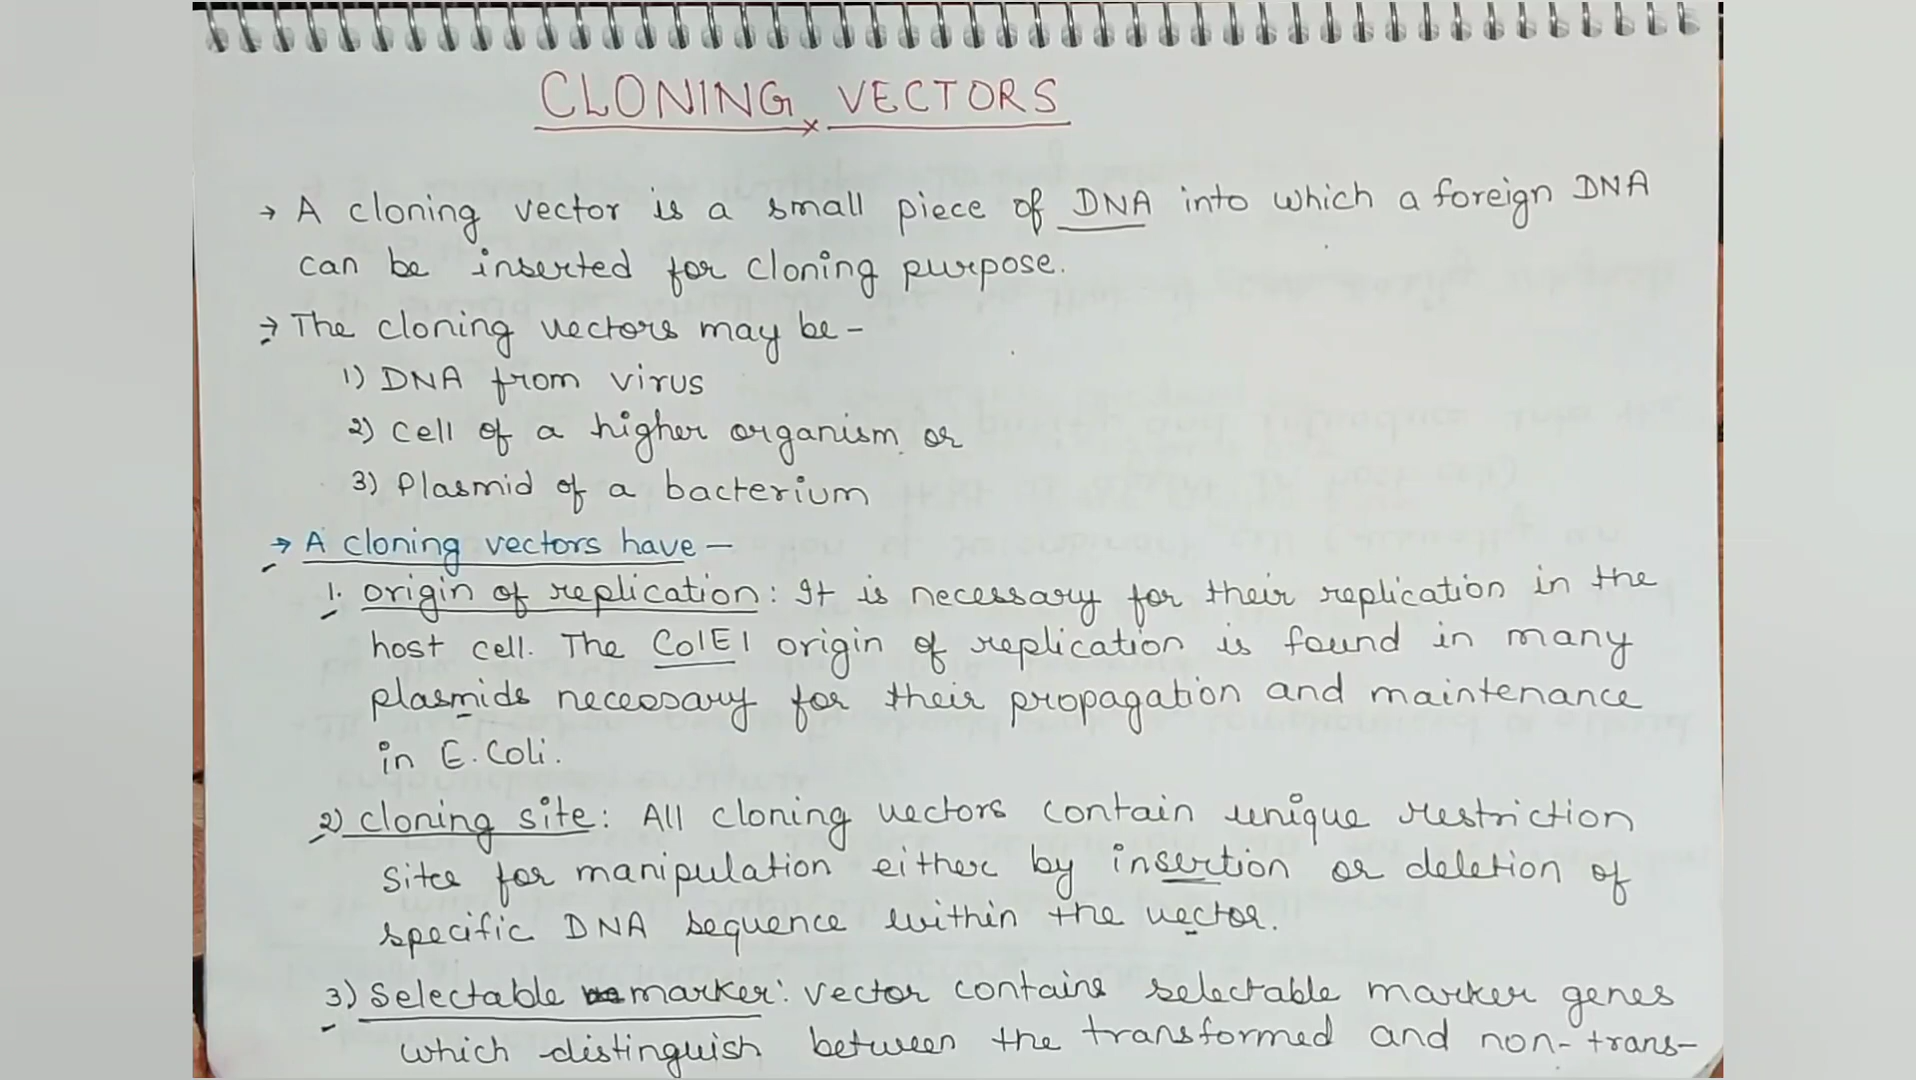 CLONING VECTORS
→ A cloning vector is a small piece of DNA into which a foreign DNA
can be inserted for cloning purpose.
→ The cloning vectors may be -
1) DNA from virus
2) Cell of a higher organism or
3) Plasmid of a bacterium
→ A cloning vectors have -
1. Origin of replication: It is necessary for their replication in the
host cell. The ColE1 origin of replication is found in many
plasmids necessary for their propagation and maintenance
in E. Coli.
2) Cloning site: All cloning vectors contain unique restriction
sites for manipulation either by insertion or deletion of
specific DNA sequence within the vector.
3) Selectable marker: Vector contains selectable marker genes
which distinguish between the transformed and non-trans-